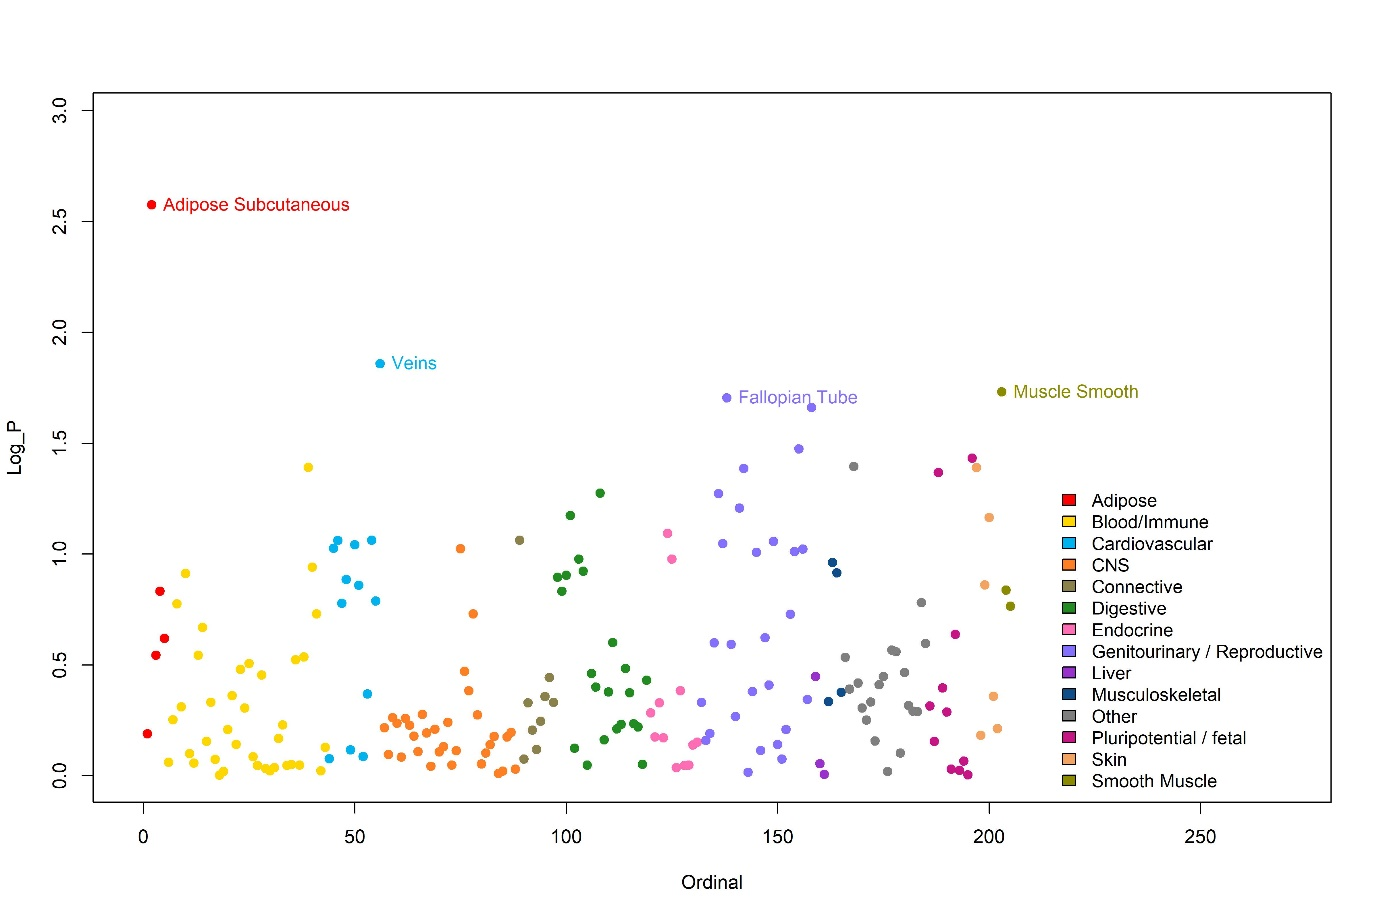 3.0
2.5
2.0
1.5
1.0
0.5
0.0
Log_P
Adipose Subcutaneous
Veins
Fallopian Tube
Muscle Smooth
Adipose
Blood/Immune
Cardiovascular
CNS
Connective
Digestive
Endocrine
Genitourinary / Reproductive
Liver
Musculoskeletal
Other
Pluripotential / fetal
Skin
Smooth Muscle
0 50 100 150 200 250
Ordinal